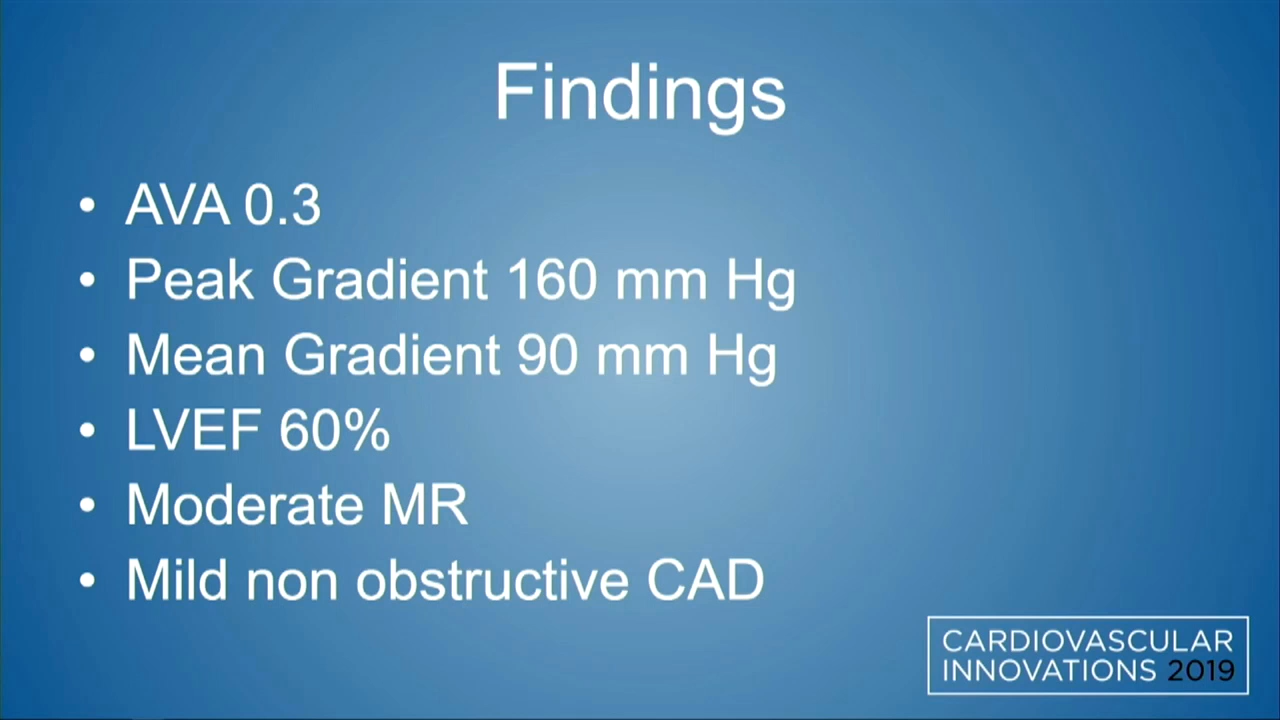 Findings
• AVA 0.3
• Peak Gradient 160 mm Hg
• Mean Gradient 90 mm Hg
• LVEF 60%
• Moderate MR
• Mild non obstructive CAD
CARDIOVASCULAR
INNOVATIONS 2019